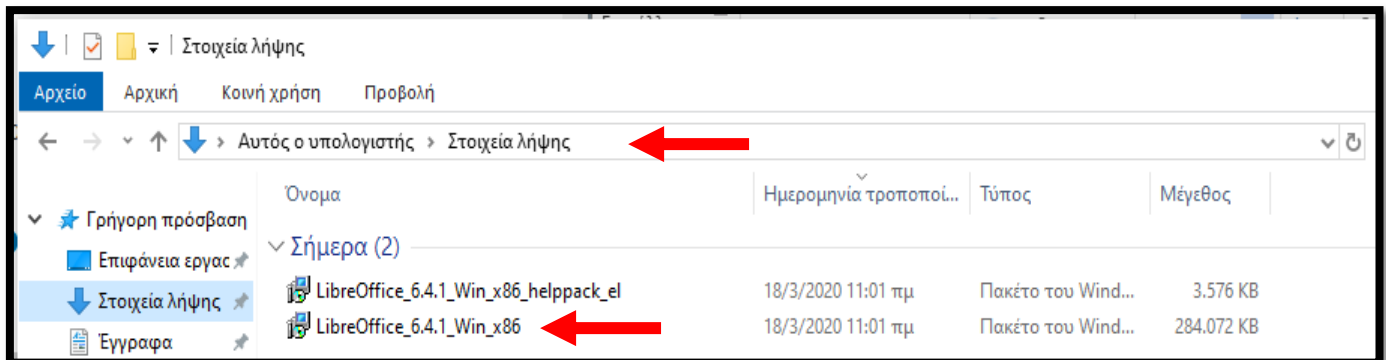 Στοιχεία λήψης
Αρχείο Αρχική Κοινή χρήση Προβολή
Αυτός ο υπολογιστής Στοιχεία λήψης
Όνομα Ημερομηνία τροποποί... Τύπος Μέγεθος
Γρήγορη πρόσβαση
Σήμερα (2)
Επιφάνεια εργας
LibreOffice_6.4.1_Win_x86_helppack_el 18/3/2020 11:01 πμ Πακέτο του Wind... 3.576 KB
Στοιχεία λήψης
LibreOffice_6.4.1_Win_x86 18/3/2020 11:01 πμ Πακέτο του Wind... 284.072 KB
Έγγραφα